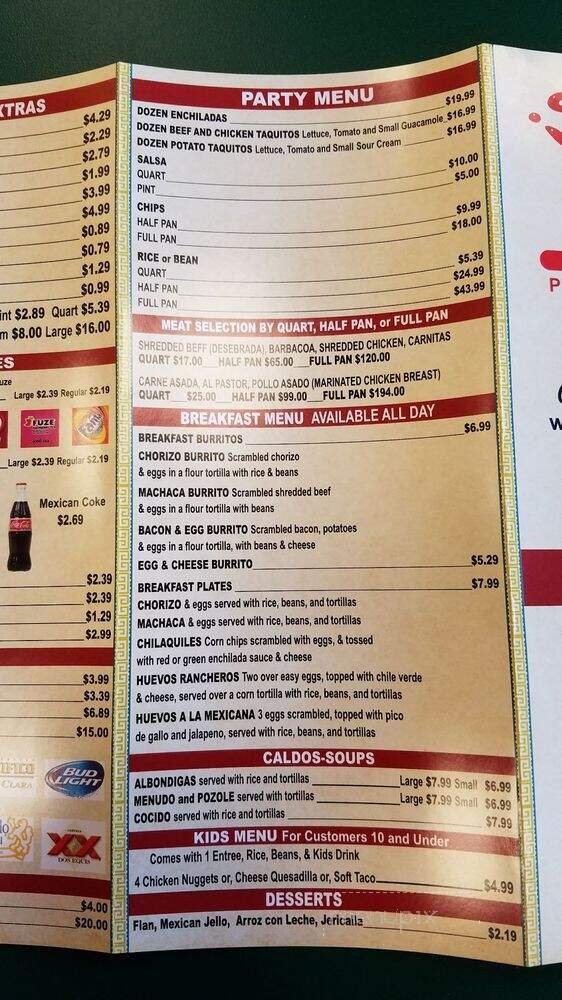 XTRAS
$4.29
$2.29
$2.79
$1.99
$3.99
$4.99
$0.89
$0.79
$1.29
$0.99
int $2.89 Quart $5.39
m $8.00 Large $16.00
ES
uze
Large $2.39 Regular $2.19
FUZE
Large $2.39 Regular $2.19
Mexican Coke
$2.69
$2.39
$2.39
$1.29
$2.99
$3.99
$3.39
$6.89
$15.00
CLARA
BUD
LIGHT
XX
DOS EQUIS
$4.00
$20.00
PARTY MENU
DOZEN ENCHILADAS $19.99
DOZEN BEEF AND CHICKEN TAQUITOS Lettuce, Tomato and Small Guacamole $16.99
DOZEN POTATO TAQUITOS Lettuce, Tomato and Small Sour Cream $16.99
SALSA
QUART $10.00
PINT $5.00
CHIPS
HALF PAN $9.99
FULL PAN $18.00
RICE or BEAN
QUART $5.39
HALF PAN $24.99
FULL PAN $43.99
MEAT SELECTION BY QUART, HALF PAN, or FULL PAN
SHREDDED BEFF (DESEBRADA), BARBACOA, SHREDDED CHICKEN, CARNITAS
QUART $17.00 HALF PAN $65.00 FULL PAN $120.00
CARNE ASADA, AL PASTOR, POLLO ASADO (MARINATED CHICKEN BREAST)
QUART $25.00 HALF PAN $99.00 FULL PAN $194.00
BREAKFAST MENU AVAILABLE ALL DAY
BREAKFAST BURRITOS $6.99
CHORIZO BURRITO Scrambled chorizo
& eggs in a flour tortilla with rice & beans
MACHACA BURRITO Scrambled shredded beef
& eggs in a flour tortilla with beans
BACON & EGG BURRITO Scrambled bacon, potatoes
& eggs in a flour tortilla, with beans & cheese
EGG & CHEESE BURRITO $5.29
BREAKFAST PLATES $7.99
CHORIZO & eggs served with rice, beans, and tortillas
MACHACA & eggs served with rice, beans, and tortillas
CHILAQUILES Corn chips scrambled with eggs, & tossed
with red or green enchilada sauce & cheese
HUEVOS RANCHEROS Two over easy eggs, topped with chile verde
& cheese, served over a corn tortilla with rice, beans, and tortillas
HUEVOS A LA MEXICANA 3 eggs scrambled, topped with pico
de gallo and jalapeno, served with rice, beans, and tortillas
CALDOS-SOUPS
ALBONDIGAS served with rice and tortillas Large $7.99 Small $6.99
MENUDO and POZOLE served with tortillas Large $7.99 Small $6.99
COCIDO served with rice and tortillas $7.99
KIDS MENU For Customers 10 and Under
Comes with 1 Entree, Rice, Beans, & Kids Drink
4 Chicken Nuggets or, Cheese Quesadilla or, Soft Taco $4.99
DESSERTS
Flan, Mexican Jello, Arroz con Leche, Jericalla $2.19
P
W